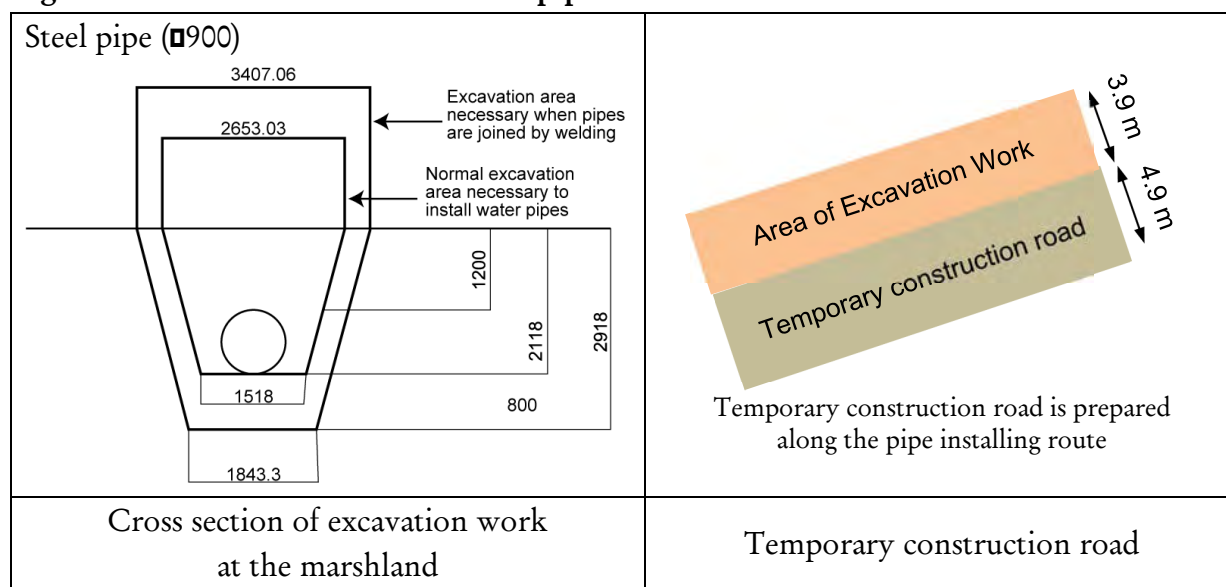 Steel pipe (◘900)
3407.06
Excavation area
necessary when pipes
are joined by welding
2653.03
Normal excavation
area necessary to
install water pipes
1200
2118
2918
1518
800
1843.3
Cross section of excavation work
at the marshland
3.9 m
4.9 m
Area of Excavation Work
Temporary construction road
Temporary construction road is prepared
along the pipe installing route
Temporary construction road